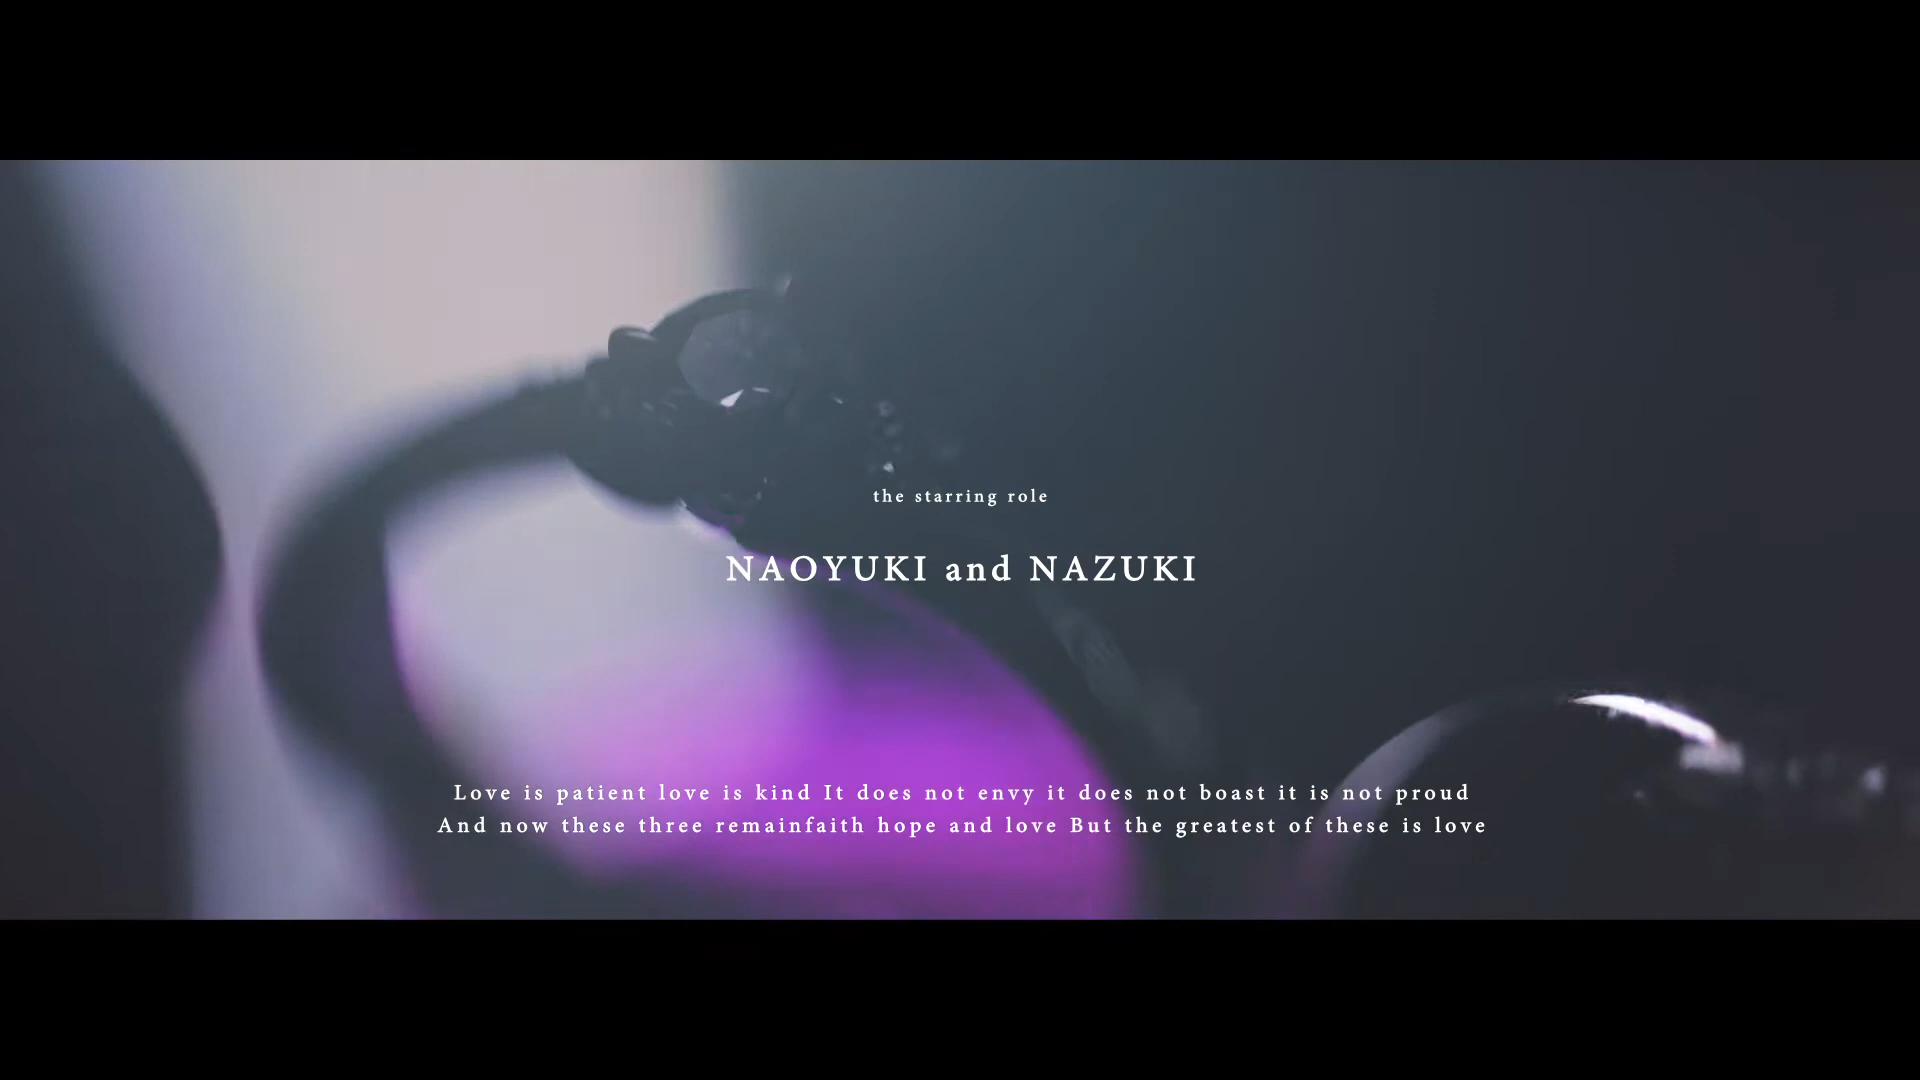 the starring role
NAOYUKI and NAZUKI
Love is patient love is kind It does not envy it does not boast it is not proud
And now these three remainfaith hope and love But the greatest of these is love